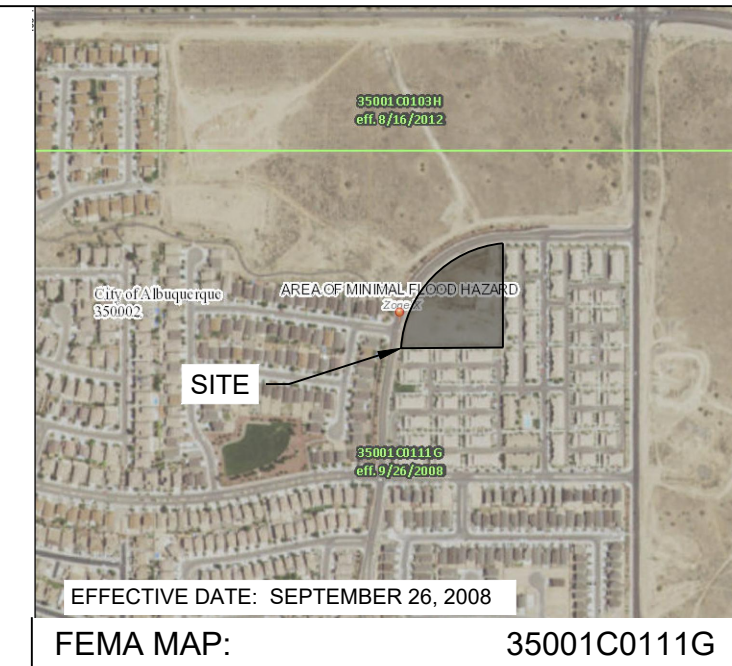 35001C0103H
eff. 8/16/2012
City of Albuquerque
350002
AREA OF MINIMAL FLOOD HAZARD
Zone X
SITE
35001C0111G
eff. 9/26/2008
EFFECTIVE DATE: SEPTEMBER 26, 2008
FEMA MAP: 35001C0111G